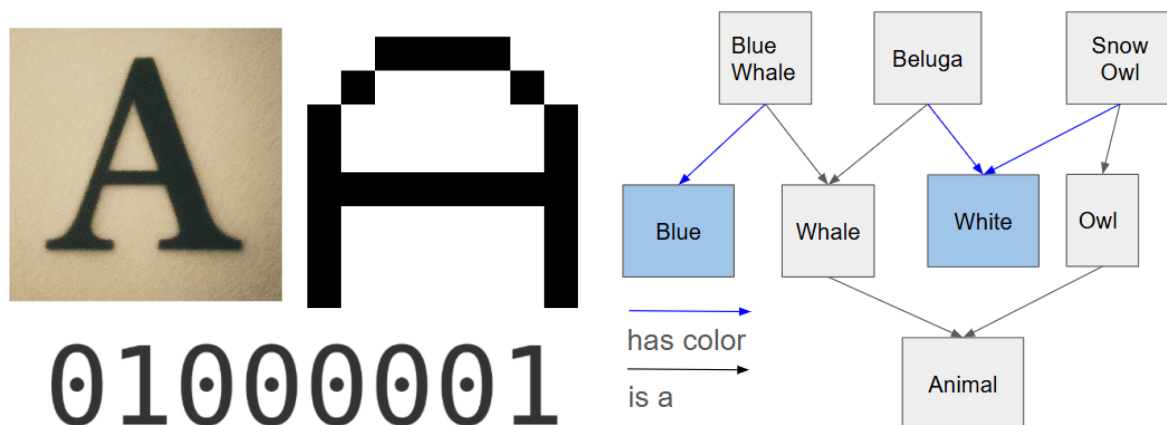 A
A
01000001
Blue
Whale
Beluga
Snow
Owl
Blue
Whale
White
Owl
has color
is a
Animal